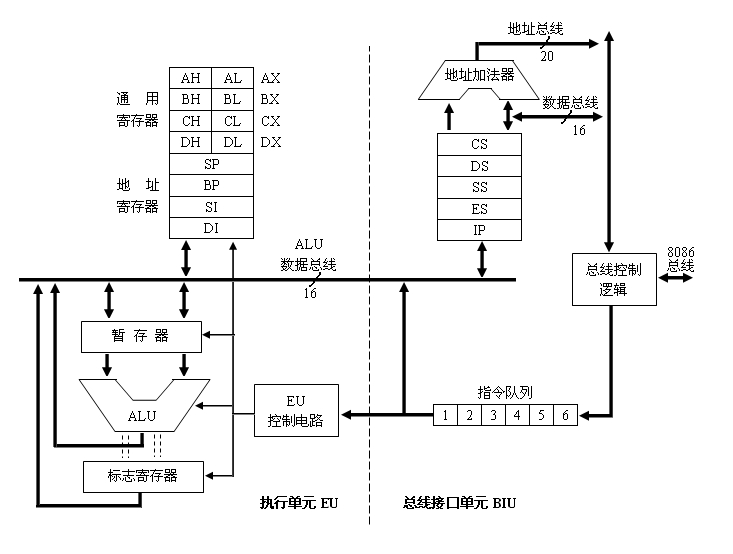 地址总线
20
地址加法器
数据总线
16
AH AL AX
通 用 BH BL BX
寄存器 CH CL CX
DH DL DX
SP
地 址 BP
寄存器 SI
DI
CS
DS
SS
ES
IP
ALU
数据总线
16
总线控制
逻辑
8086
总线
暂 存 器
ALU
EU
控制电路
指令队列
1 2 3 4 5 6
标志寄存器
执行单元 EU
总线接口单元 BIU